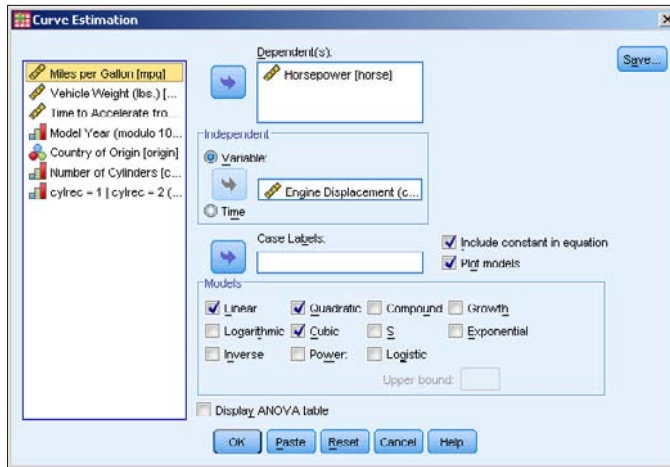 Curve Estimation
Miles per Gallon [mpg]
Vehicle Weight (lbs.) [...
Time to Accelerate fro...
Model Year (modulo 10...
Country of Origin [origin]
Number of Cylinders [c...
cylrec = 1 | cylrec = 2 (...
Dependent(s):
Horsepower [horse]
Save...
Independent
Variable:
Engine Displacement (c...
Time
Case Labels:
Include constant in equation
Plot models
Models
Linear Quadratic Compound Growth
Logarithmic Cubic S Exponential
Inverse Power: Logistic
Upper bound:
Display ANOVA table
OK Paste Reset Cancel Help